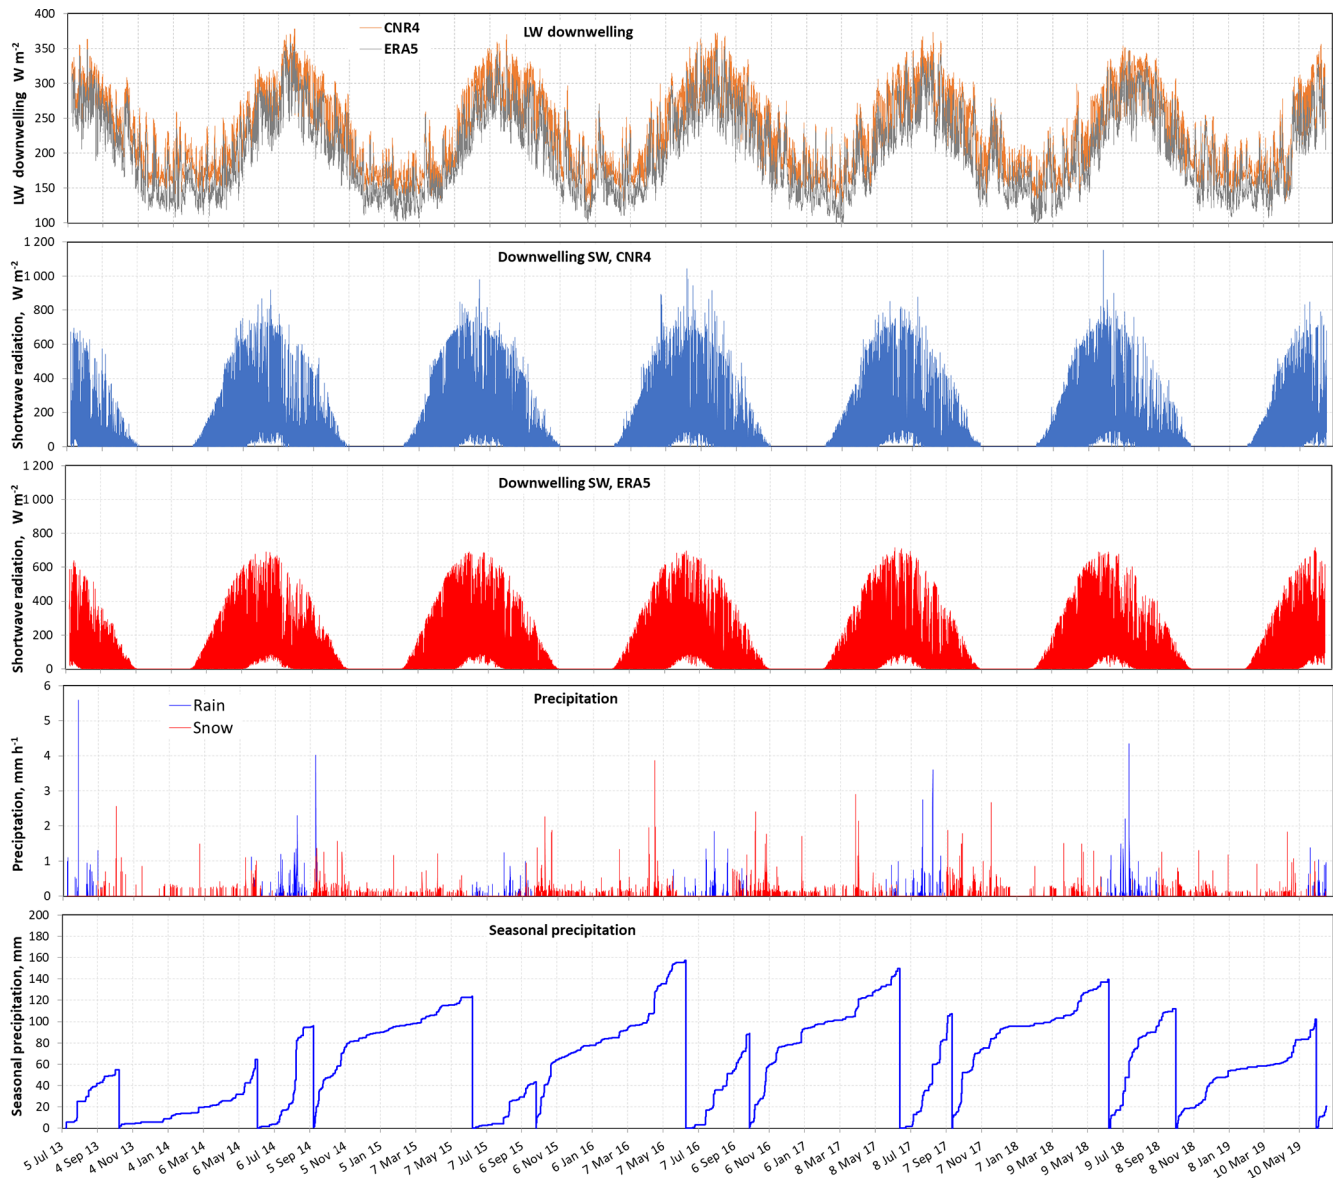 LW downwelling
CNR4
ERA5
LW downwelling W m-2
400
350
300
250
200
150
100
Downwelling SW, CNR4
Shortwave radiation, W m-2
1 200
1 000
800
600
400
200
0
Downwelling SW, ERA5
Shortwave radiation, W m-2
1 200
1 000
800
600
400
200
0
Precipitation
Rain
Snow
Preciptation, mm h-1
6
5
4
3
2
1
0
Seasonal precipitation
Seasonal precipitation, mm
200
180
160
140
120
100
80
60
40
20
0
5 Jul 13
4 Sep 13
4 Nov 13
4 Jan 14
6 Mar 14
6 May 14
6 Jul 14
5 Sep 14
5 Nov 14
5 Jan 15
7 Mar 15
7 May 15
7 Jul 15
6 Sep 15
6 Nov 15
6 Jan 16
7 Mar 16
7 May 16
7 Jul 16
6 Sep 16
6 Nov 16
6 Jan 17
8 Mar 17
8 May 17
8 Jul 17
7 Sep 17
7 Nov 17
7 Jan 18
9 Mar 18
9 May 18
9 Jul 18
8 Sep 18
8 Nov 18
8 Jan 19
10 Mar 19
10 May 19